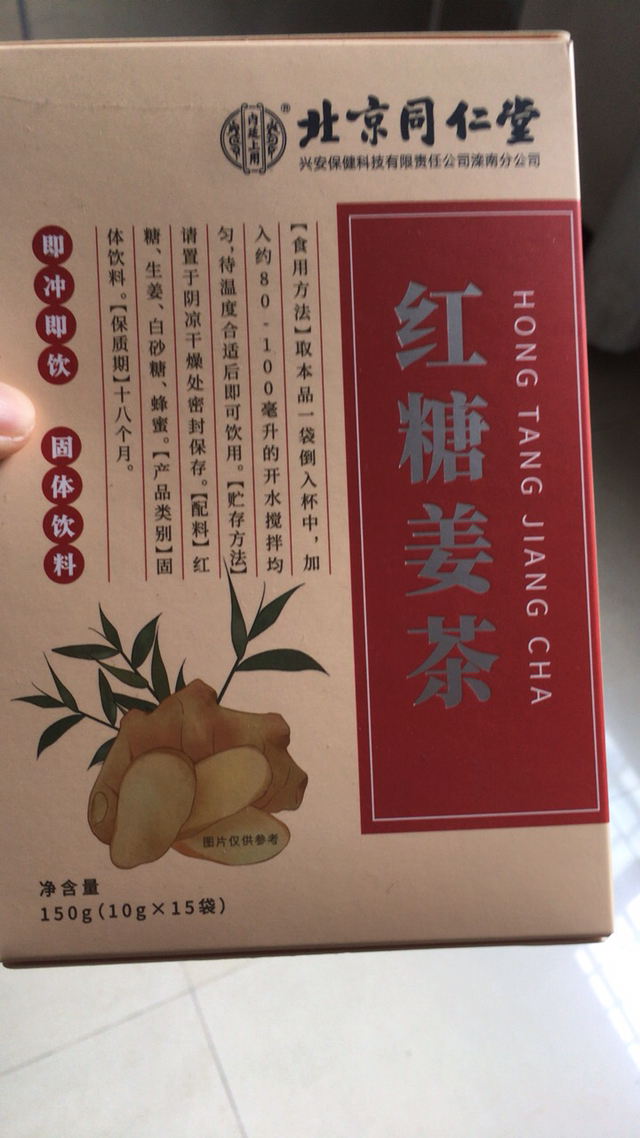 北京同仁堂
兴安保健科技有限责任公司滦南分公司
HONG TANG JIANG CHA
红糖姜茶
【食用方法】取本品一袋倒入杯中，加
入约80-100毫升的开水搅拌均
匀，待温度合适后即可饮用。【贮存方法】
请置于阴凉干燥处密封保存。【配料】红
糖、生姜、白砂糖、蜂蜜。【产品类别】固
体饮料。【保质期】十八个月。
即冲即饮
固体饮料
图片仅供参考
净含量
150g(10g×15袋)